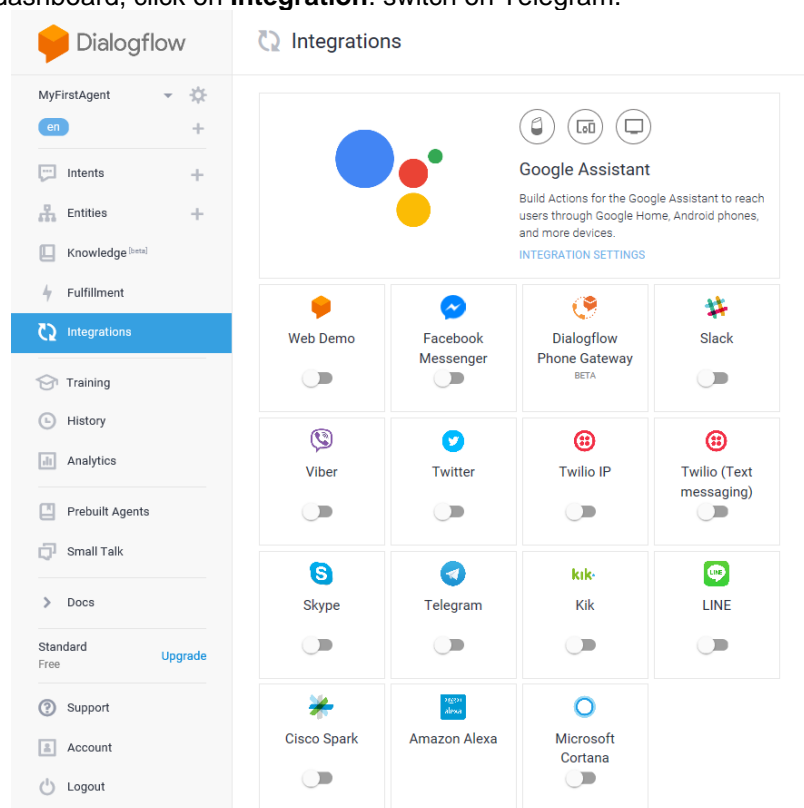 dashboard, click on Integration. switch on Telegram.
Dialogflow
Integrations
MyFirstAgent
en
Intents
Entities
Knowledge [beta]
Fulfillment
Integrations
Training
History
Analytics
Prebuilt Agents
Small Talk
Docs
Standard
Free
Upgrade
Support
Account
Logout
Google Assistant
Build Actions for the Google Assistant to reach
users through Google Home, Android phones,
and more devices.
INTEGRATION SETTINGS
Web Demo
Facebook
Messenger
Dialogflow
Phone Gateway
BETA
Slack
Viber
Twitter
Twilio IP
Twilio (Text
messaging)
Skype
Telegram
kik.
Kik
LINE
LINE
Cisco Spark
alexa
Amazon Alexa
Microsoft
Cortana